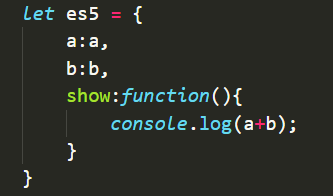 let es5 = {
    a:a,
    b:b,
    show:function(){
        console.log(a+b);
    }
}